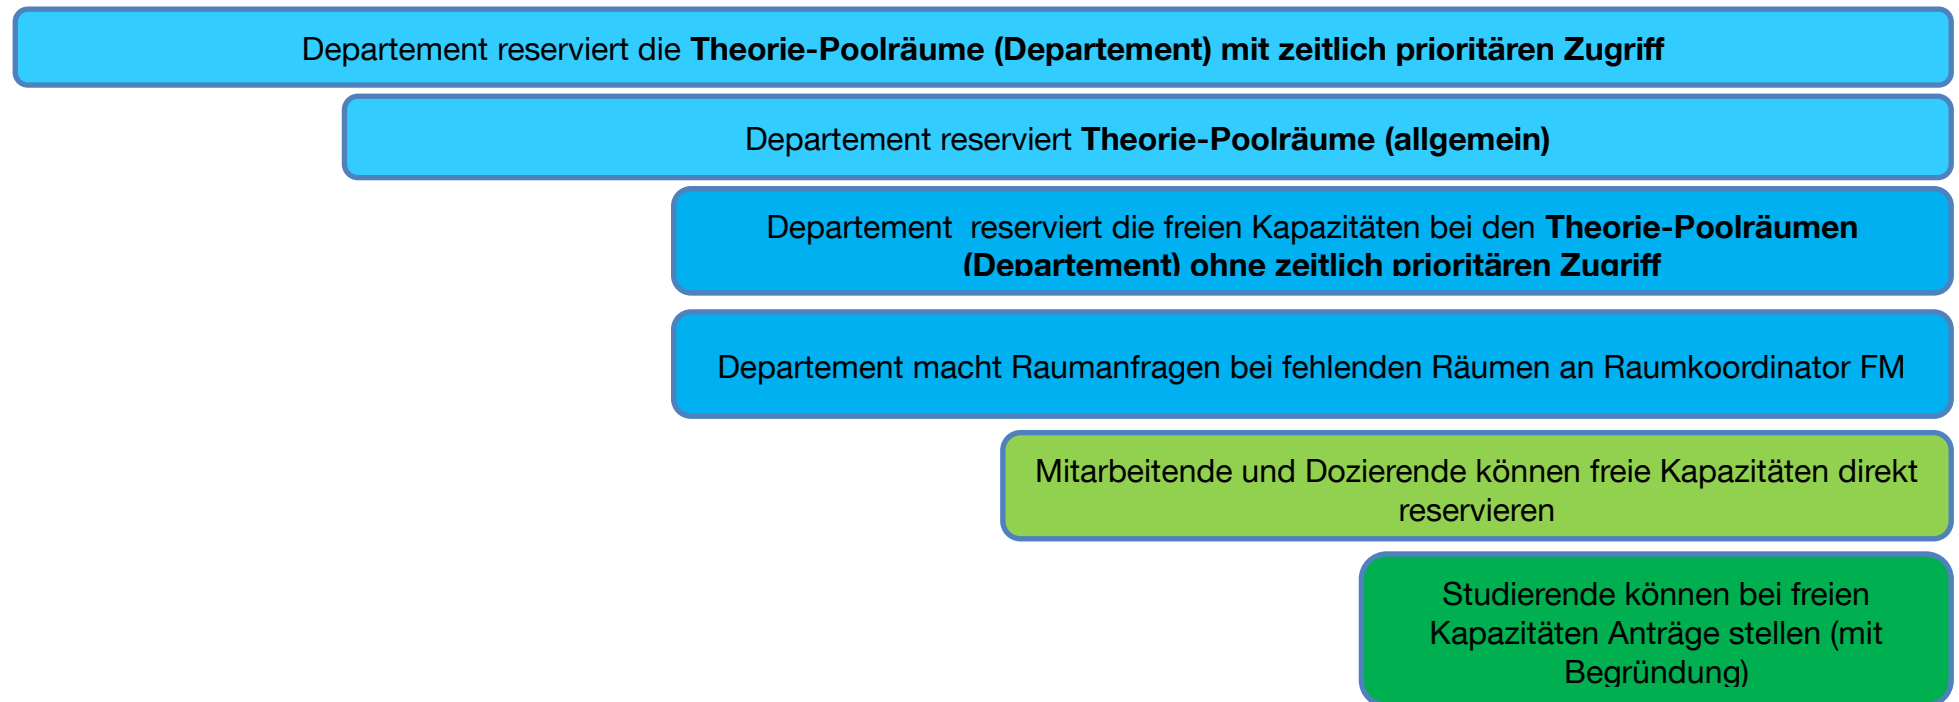 Departement reserviert die Theorie-Poolräume (Departement) mit zeitlich prioritären Zugriff
Departement reserviert Theorie-Poolräume (allgemein)
Departement  reserviert die freien Kapazitäten bei den Theorie-Poolräumen
(Departement) ohne zeitlich prioritären Zugriff
Departement macht Raumanfragen bei fehlenden Räumen an Raumkoordinator FM
Mitarbeitende und Dozierende können freie Kapazitäten direkt
reservieren
Studierende können bei freien
Kapazitäten Anträge stellen (mit
Begründung)